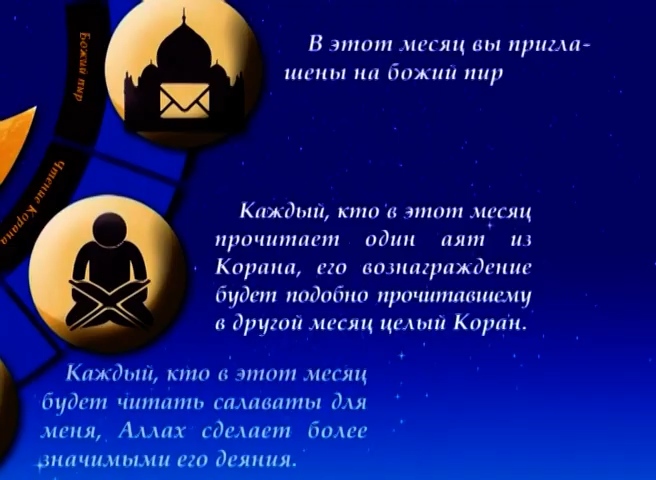 Божий пир
В этот месяц вы пригла-
шены на божий пир
Чтение Корана
Каждый, кто в этот месяц
прочитает один аят из
Корана, его вознаграждение
будет подобно прочитавшему
в другой месяц целый Коран.
Каждый, кто в этот месяц
будет читать салаваты для
меня, Аллах сделает более
значимыми его деяния.